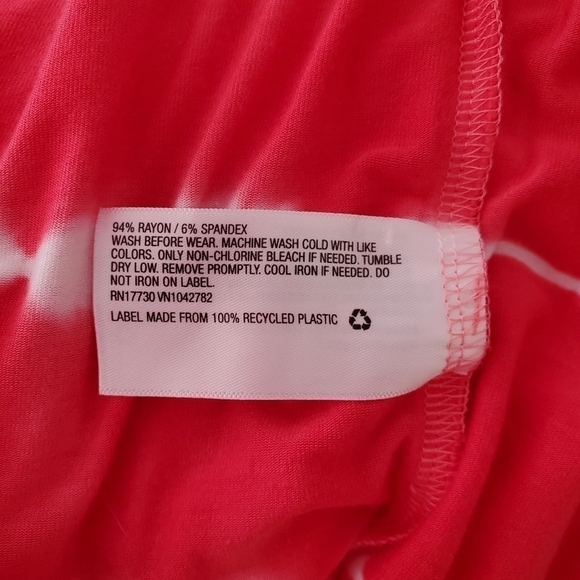 94% RAYON / 6% SPANDEX
WASH BEFORE WEAR. MACHINE WASH COLD WITH LIKE
COLORS. ONLY NON-CHLORINE BLEACH IF NEEDED. TUMBLE
DRY LOW. REMOVE PROMPTLY. COOL IRON IF NEEDED. DO
NOT IRON ON LABEL.
RN17730 VN1042782
LABEL MADE FROM 100% RECYCLED PLASTIC